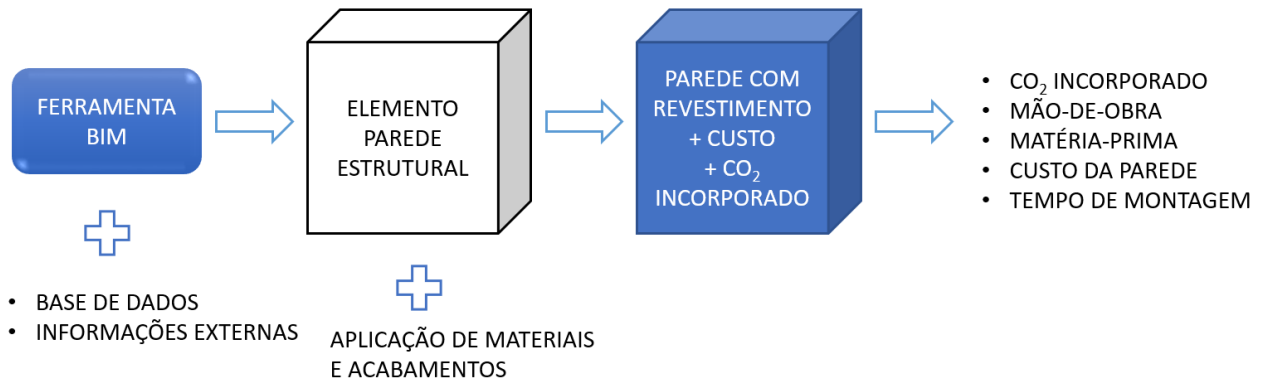 FERRAMENTA
BIM
• BASE DE DADOS
• INFORMAÇÕES EXTERNAS
ELEMENTO
PAREDE
ESTRUTURAL
APLICAÇÃO DE MATERIAIS
E ACABAMENTOS
PAREDE COM
REVESTIMENTO
+ CUSTO
+ CO₂
INCORPORADO
• CO₂ INCORPORADO
• MÃO-DE-OBRA
• MATÉRIA-PRIMA
• CUSTO DA PAREDE
• TEMPO DE MONTAGEM